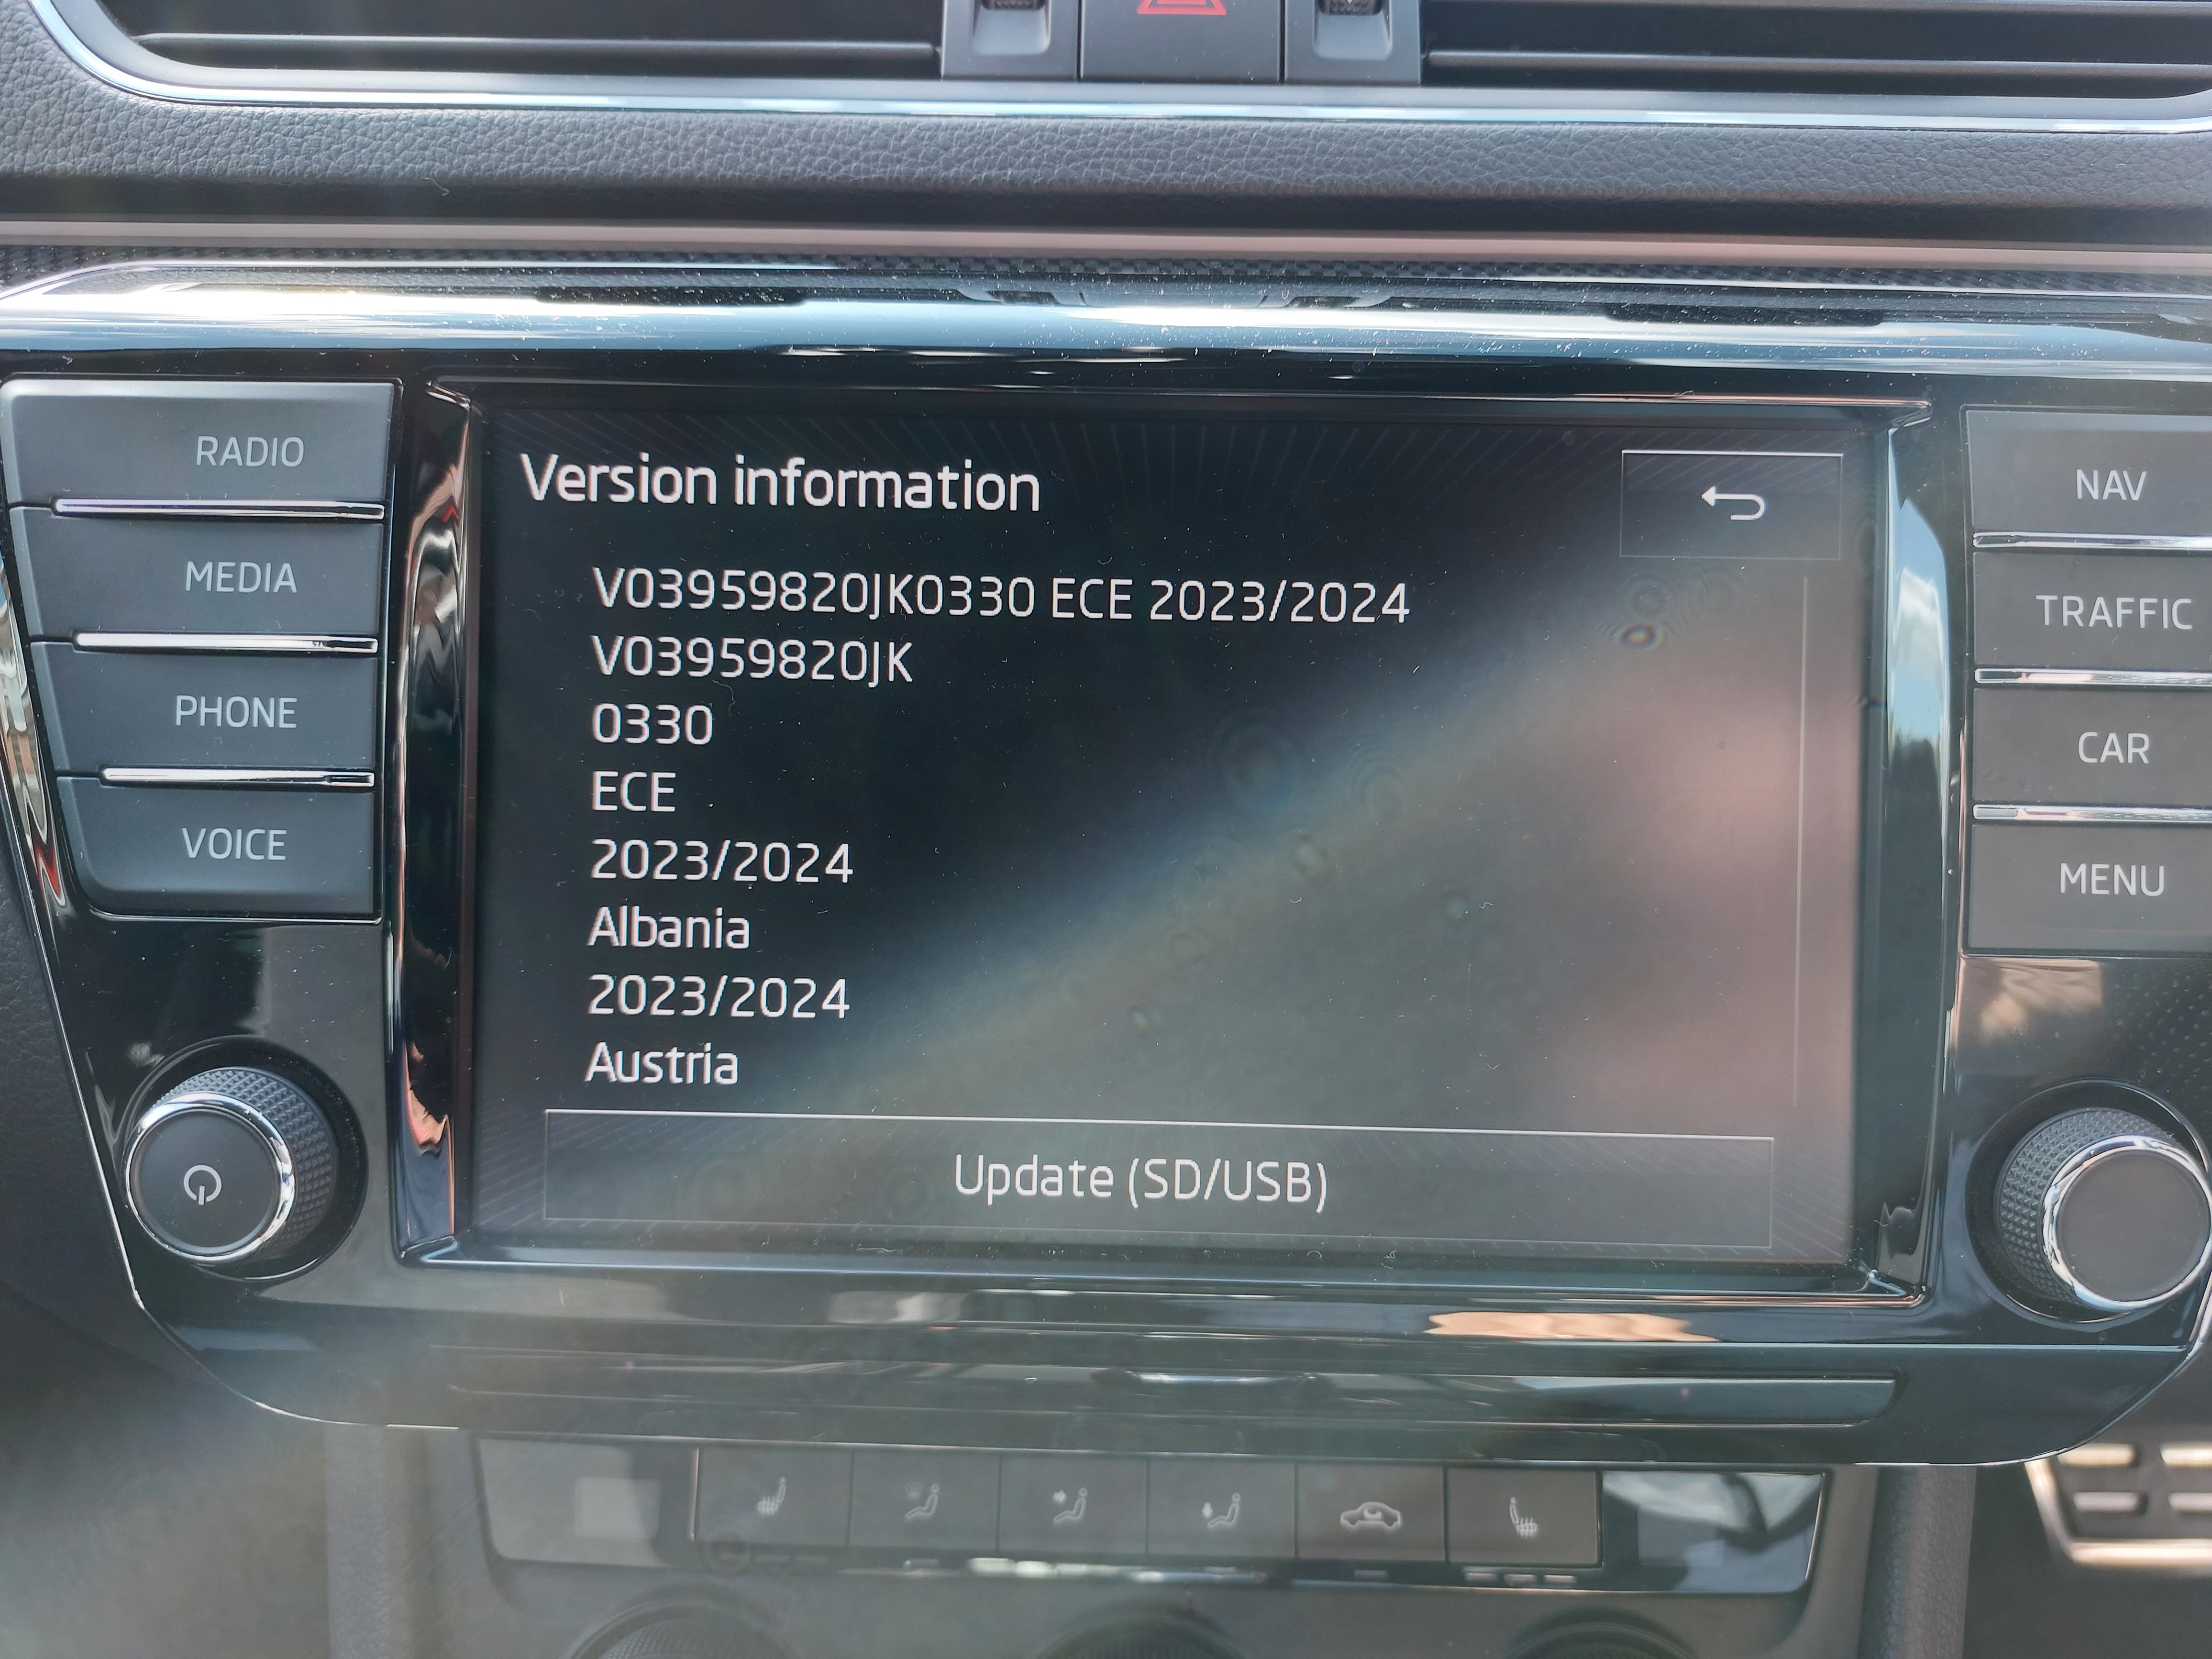 RADIO
MEDIA
PHONE
VOICE
Version information
V03959820JK0330 ECE 2023/2024
V03959820JK
0330
ECE
2023/2024
Albania
2023/2024
Austria
Update (SD/USB)
NAV
TRAFFIC
CAR
MENU